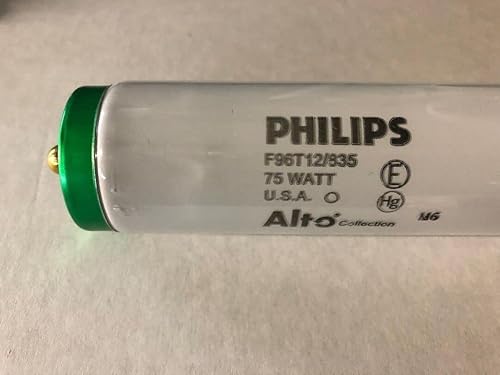 PHILIPS
F96T12/835
75 WATT
E
U.S.A.
Hg
Alto Collection
M6